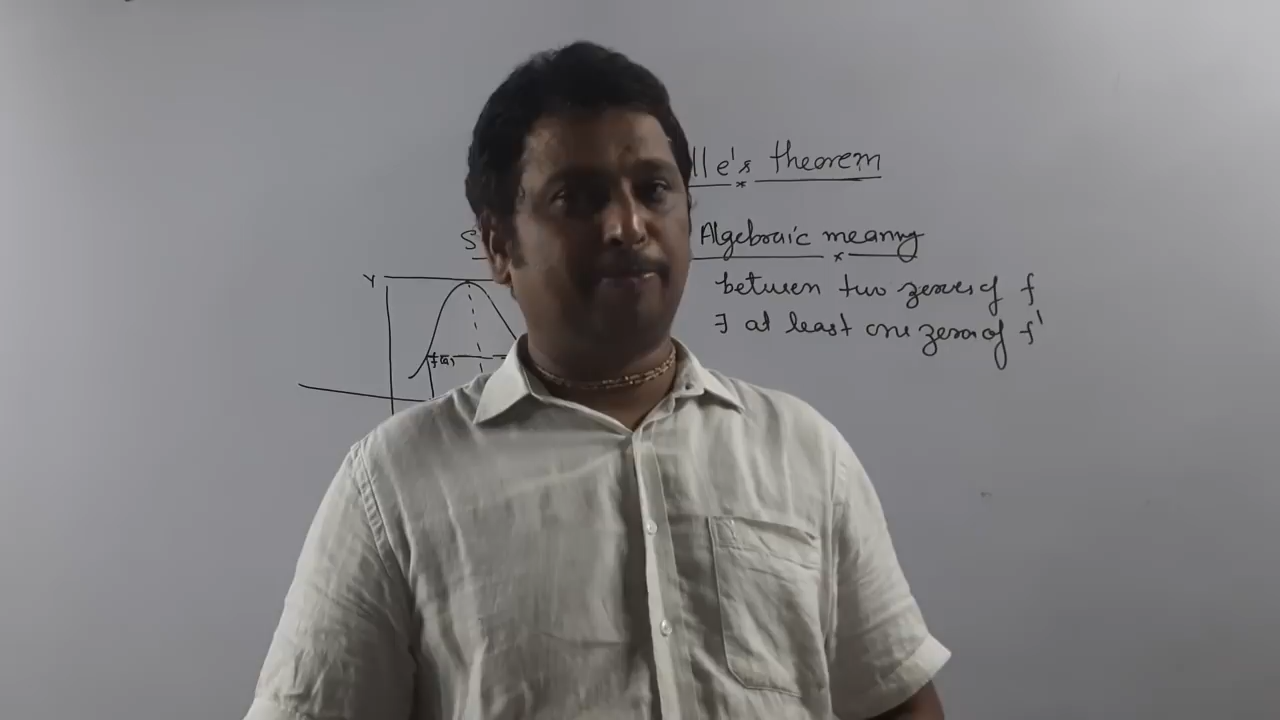 lle's theorem
S
Algebraic meaning
Y
between two zeroes of f
∃ at least one zero of f'
f(a)